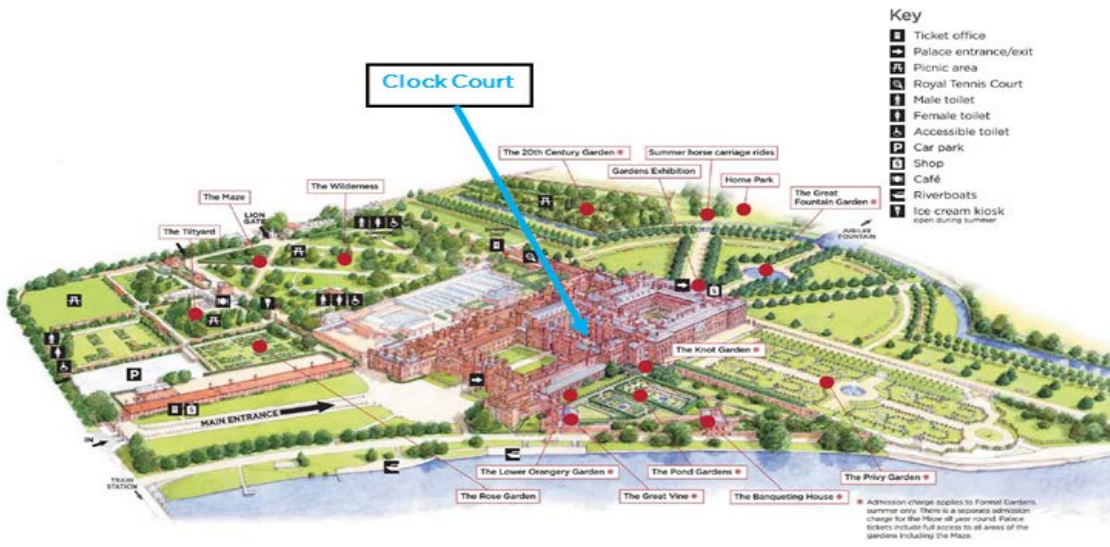 Key
Ticket office
Palace entrance/exit
Picnic area
Royal Tennis Court
Male toilet
Female toilet
Accessible toilet
P Car park
S Shop
Café
Riverboats
Ice cream kiosk
open during summer
Clock Court
The 20th Century Garden *
Summer horse carriage rides
Gardens Exhibition
Home Park
The Great
Fountain Garden *
JUBILEE
FOUNTAIN
The Wilderness
The Maze
LION
GATE
The Tiltyard
S
The Knot Garden *
P
S
MAIN ENTRANCE
IN
TRAIN
STATION
The Lower Orangery Garden *
The Pond Gardens *
The Privy Garden *
The Rose Garden
The Great Vine *
The Banqueting House *
* Admission charge applies to Formal Gardens
summer only. There is a separate admission
charge for the Maze all year round. Palace
tickets include full access to all areas of the
gardens including the Maze.